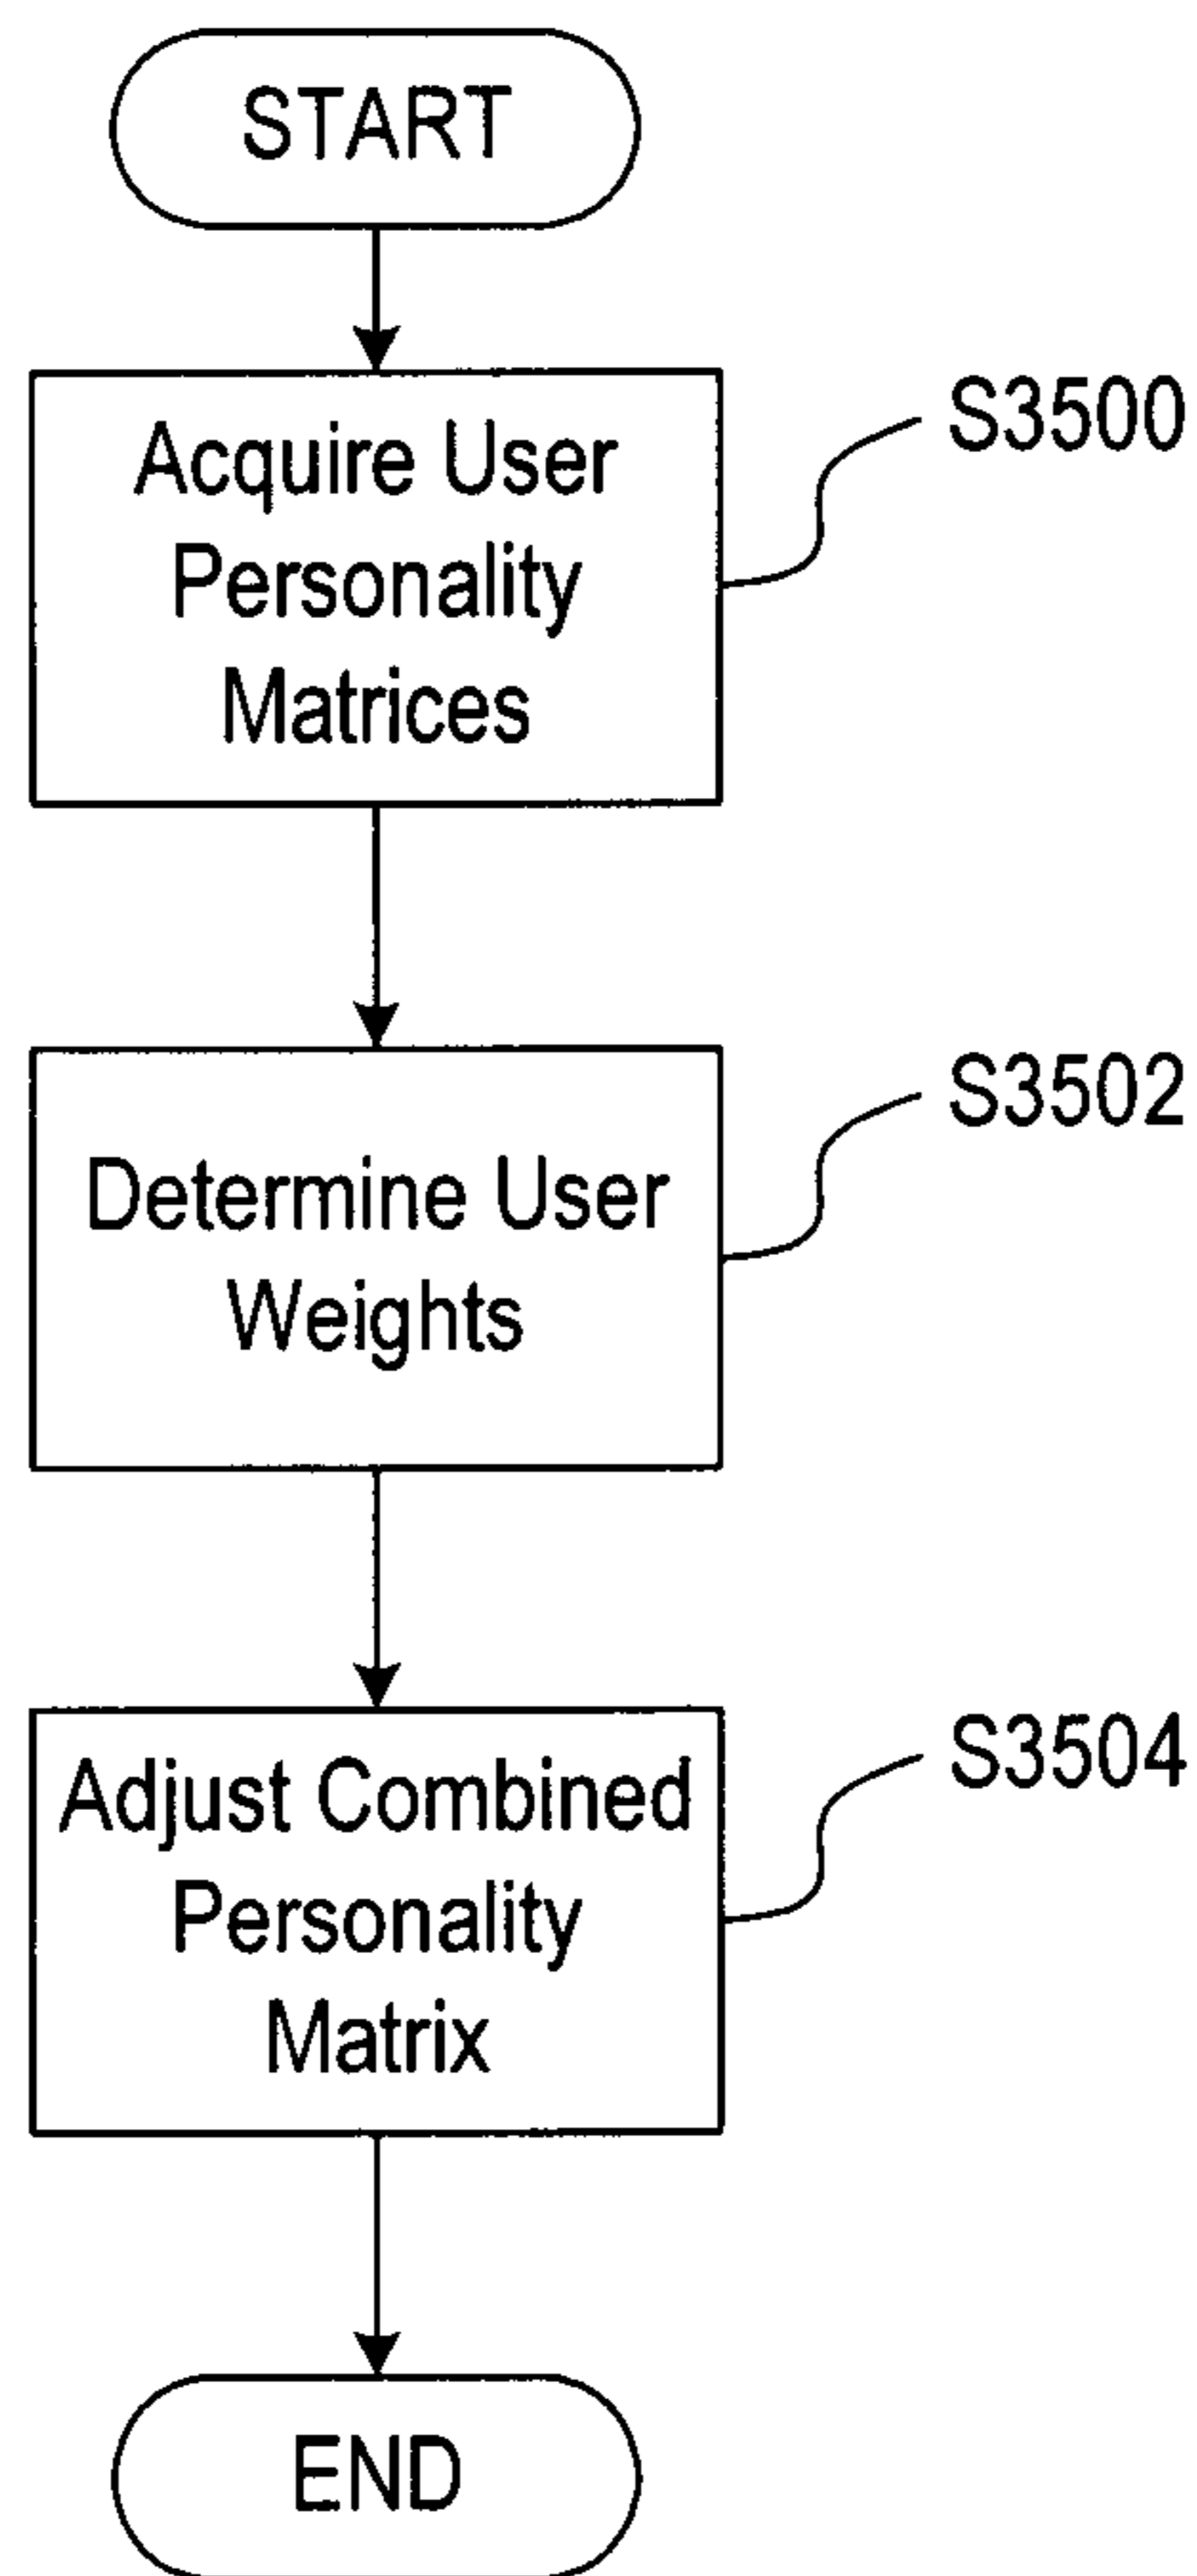 START
Acquire User
Personality
Matrices
S3500
Determine User
Weights
S3502
Adjust Combined
Personality
Matrix
S3504
END